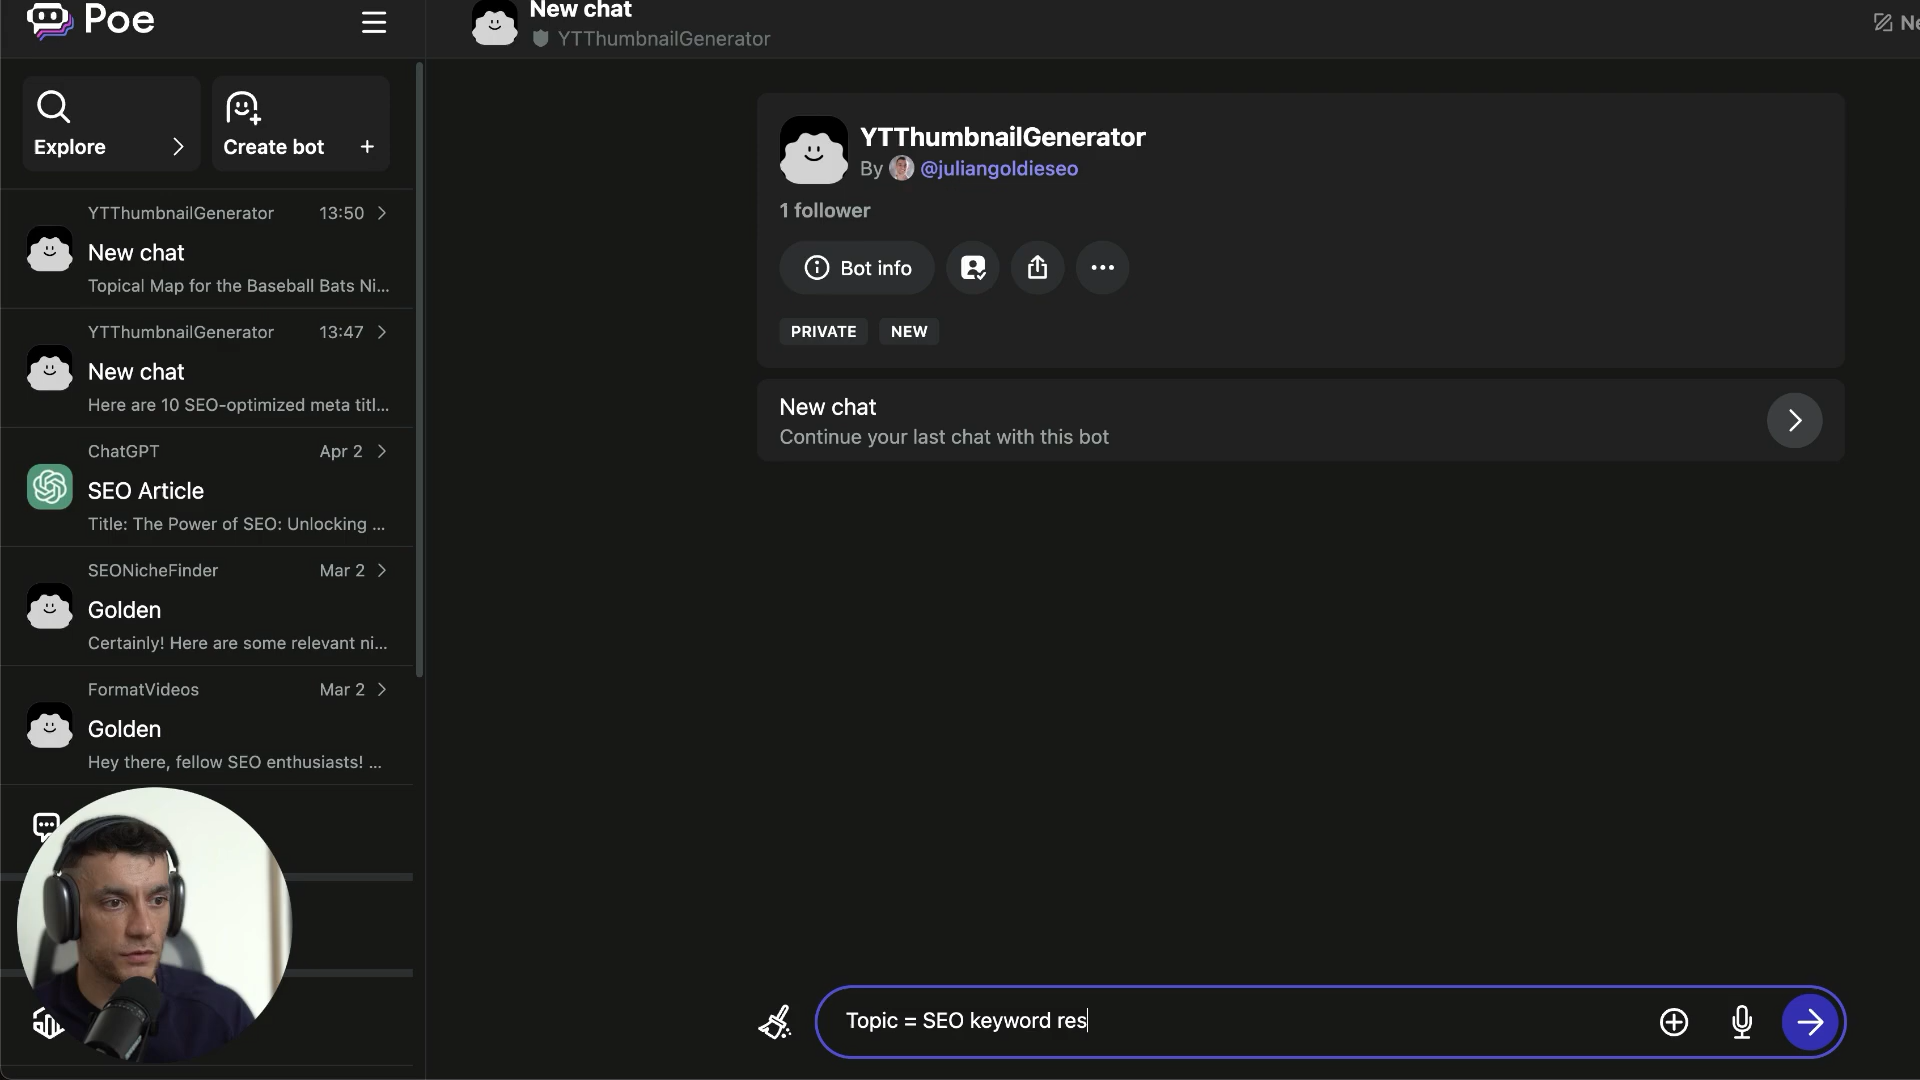 Poe
New chat
YTThumbnailGenerator
Ne
Explore
Create bot +
YTThumbnailGenerator 13:50
New chat
Topical Map for the Baseball Bats Ni...
YTThumbnailGenerator 13:47
New chat
Here are 10 SEO-optimized meta titl...
ChatGPT Apr 2
SEO Article
Title: The Power of SEO: Unlocking ...
SEONicheFinder Mar 2
Golden
Certainly! Here are some relevant ni...
FormatVideos Mar 2
Golden
Hey there, fellow SEO enthusiasts! ...
YTThumbnailGenerator
By @juliangoldieseo
1 follower
Bot info
PRIVATE NEW
New chat
Continue your last chat with this bot
Topic = SEO keyword res